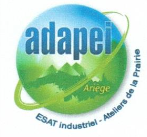 adapei
Ariège
ESAT industriel - Ateliers de la Prairie